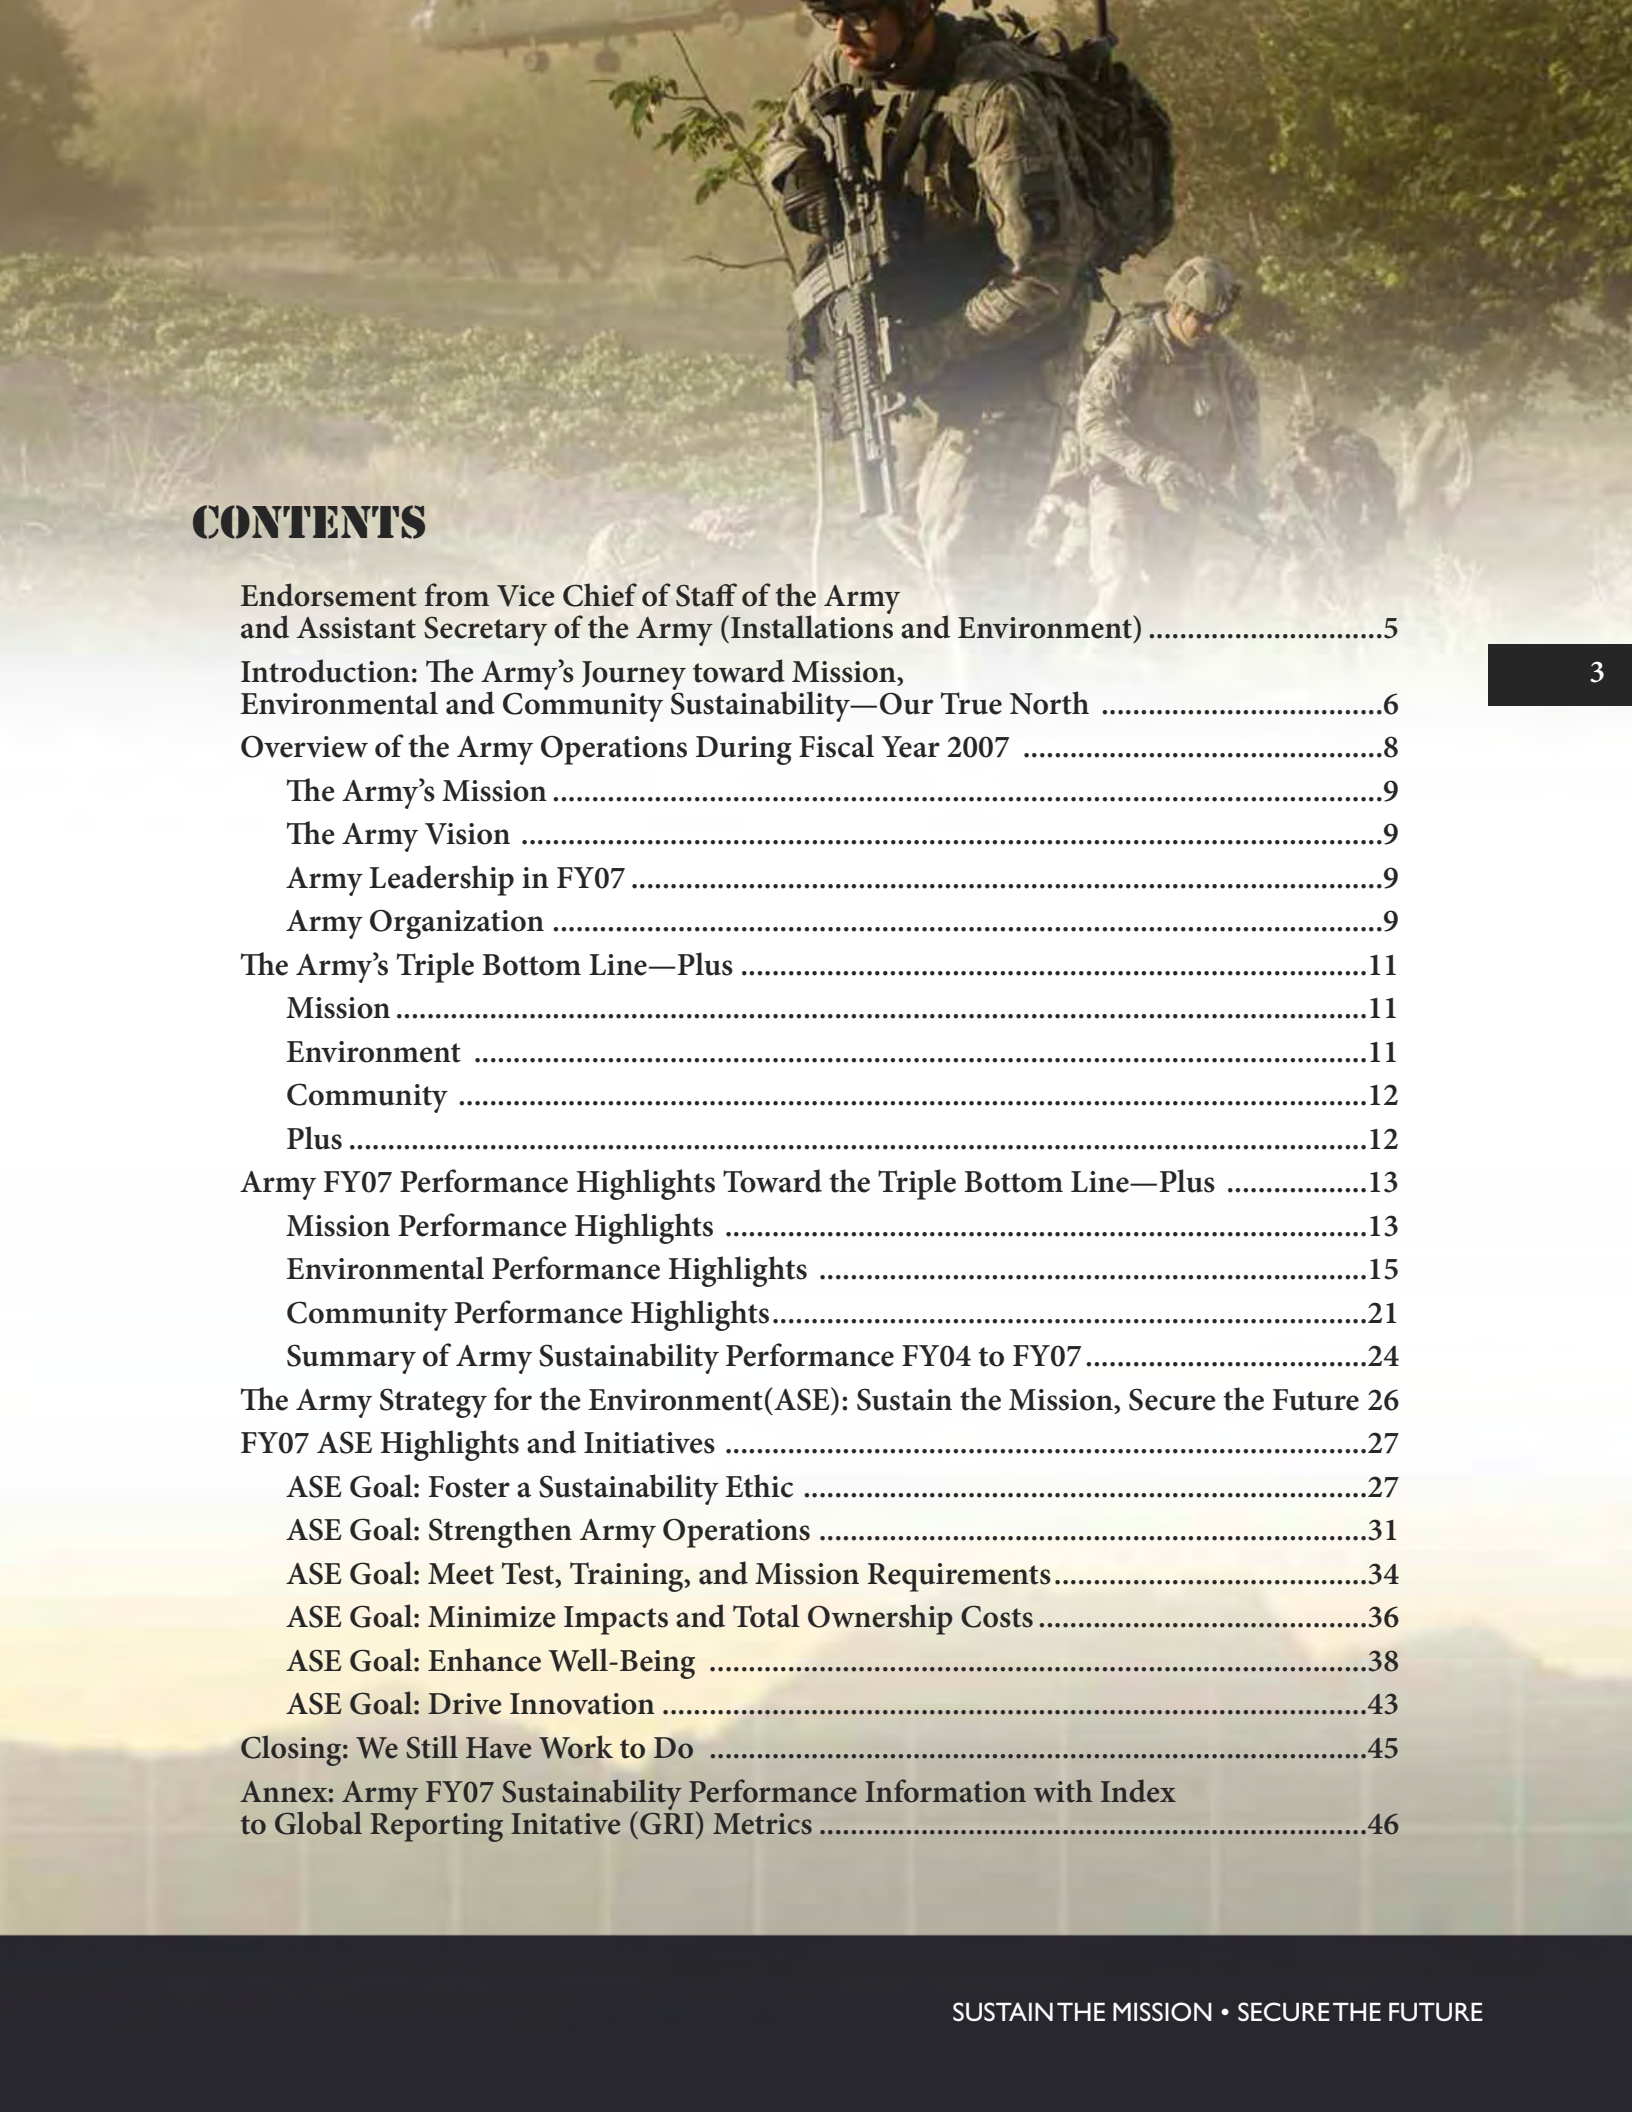 CONTENTS
Endorsement from Vice Chief of Staff of the Army
and Assistant Secretary of the Army (Installations and Environment) ..............................5
Introduction: The Army’s Journey toward Mission,
Environmental and Community Sustainability—Our True North ....................................6
3
Overview of the Army Operations During Fiscal Year 2007 ..............................................8
The Army’s Mission ...........................................................................................................9
The Army Vision ...............................................................................................................9
Army Leadership in FY07 .................................................................................................9
Army Organization ...........................................................................................................9
The Army’s Triple Bottom Line—Plus ................................................................................11
Mission ............................................................................................................................11
Environment ...................................................................................................................11
Community .....................................................................................................................12
Plus ..................................................................................................................................12
Army FY07 Performance Highlights Toward the Triple Bottom Line—Plus ..................13
Mission Performance Highlights ...................................................................................13
Environmental Performance Highlights .......................................................................15
Community Performance Highlights............................................................................21
Summary of Army Sustainability Performance FY04 to FY07....................................24
The Army Strategy for the Environment(ASE): Sustain the Mission, Secure the Future 26
FY07 ASE Highlights and Initiatives ..................................................................................27
ASE Goal: Foster a Sustainability Ethic ........................................................................27
ASE Goal: Strengthen Army Operations ......................................................................31
ASE Goal: Meet Test, Training, and Mission Requirements........................................34
ASE Goal: Minimize Impacts and Total Ownership Costs ..........................................36
ASE Goal: Enhance Well-Being ....................................................................................38
ASE Goal: Drive Innovation ..........................................................................................43
Closing: We Still Have Work to Do ....................................................................................45
Annex: Army FY07 Sustainability Performance Information with Index
to Global Reporting Initative (GRI) Metrics ......................................................................46
SUSTAIN THE MISSION • SECURE THE FUTURE